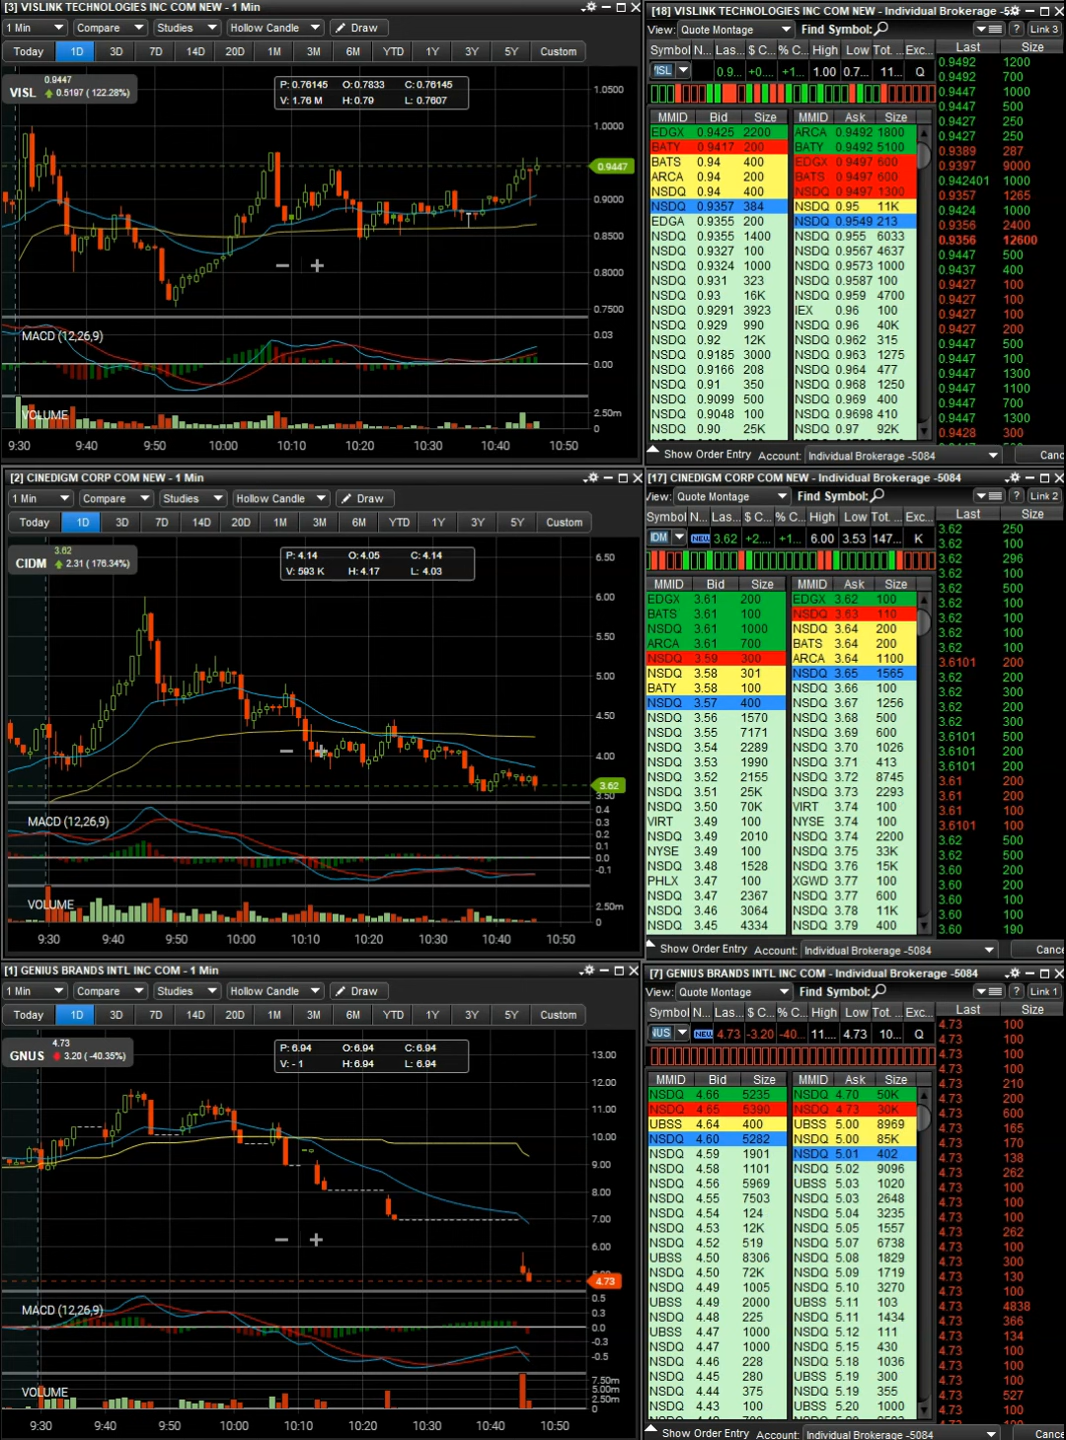 [3] VISLINK TECHNOLOGIES INC COM NEW - 1 Min
1 Min Compare Studies Hollow Candle Draw
Today 1D 3D 7D 14D 20D 1M 3M 6M YTD 1Y 3Y 5Y Custom
VISL 0.9447
0.5197 ( 122.28%)
P: 0.76145 O: 0.7833 C: 0.76145
V: 1.76 M H: 0.79 L: 0.7607
1.0500
1.0000
0.9447
0.9000
0.8500
0.8000
0.7500
MACD (12,26,9)
0.03
0.00
VOLUME
2.50m
0
9:30 9:40 9:50 10:00 10:10 10:20 10:30 10:40 10:50
[18] VISLINK TECHNOLOGIES INC COM NEW - Individual Brokerage
View: Quote Montage Find Symbol: ? Link 3
Symbol N... Las... $ C... % C... High Low Tot. ... Exc...
VISL 0.9... +0.... +1... 1.00 0.7... 11... Q
MMID Bid Size MMID Ask Size
EDGX 0.9425 2200 ARCA 0.9492 1800
BATY 0.9417 200 BATY 0.9492 5100
BATS 0.94 400 EDGX 0.9497 600
ARCA 0.94 200 BATS 0.9497 600
NSDQ 0.94 400 NSDQ 0.9497 1300
NSDQ 0.9357 384 NSDQ 0.95 11K
EDGA 0.9355 200 NSDQ 0.9549 213
NSDQ 0.9355 1400 NSDQ 0.955 6033
NSDQ 0.9327 100 NSDQ 0.9567 4637
NSDQ 0.9324 1000 NSDQ 0.9573 1000
NSDQ 0.931 323 NSDQ 0.9587 100
NSDQ 0.93 16K NSDQ 0.959 4700
NSDQ 0.9291 3923 IEX 0.96 100
NSDQ 0.929 990 NSDQ 0.96 40K
NSDQ 0.92 12K NSDQ 0.962 315
NSDQ 0.9185 3000 NSDQ 0.963 1275
NSDQ 0.9166 208 NSDQ 0.964 477
NSDQ 0.91 350 NSDQ 0.968 1250
NSDQ 0.9099 500 NSDQ 0.969 400
NSDQ 0.9048 100 NSDQ 0.9698 410
NSDQ 0.90 25K NSDQ 0.97 92K
Show Order Entry Account: Individual Brokerage -5084 Canc
Last Size
0.9492 1200
0.9492 700
0.9447 1000
0.9447 500
0.9427 250
0.9427 250
0.9389 287
0.9397 9000
0.942401 1000
0.9357 1265
0.9424 1000
0.9356 2400
0.9356 12600
0.9447 500
0.9437 400
0.9427 100
0.9427 100
0.9427 100
0.9427 200
0.9447 500
0.9447 100
0.9447 1300
0.9447 1100
0.9447 700
0.9447 1300
0.9428 300
[2] CINEDIGM CORP COM NEW - 1 Min
1 Min Compare Studies Hollow Candle Draw
Today 1D 3D 7D 14D 20D 1M 3M 6M YTD 1Y 3Y 5Y Custom
CIDM 3.62
2.31 ( 176.34%)
P: 4.14 O: 4.05 C: 4.14
V: 593 K H: 4.17 L: 4.03
6.50
6.00
5.50
5.00
4.50
4.00
3.62
3.50
MACD (12,26,9)
0.4
0.3
0.2
0.1
0.0
-0.1
VOLUME
2.50m
0
9:30 9:40 9:50 10:00 10:10 10:20 10:30 10:40 10:50
[17] CINEDIGM CORP COM NEW - Individual Brokerage -5084
View: Quote Montage Find Symbol: ? Link 2
Symbol N... Las... $ C... % C... High Low Tot. ... Exc...
IDM NEW 3.62 +2.... +1... 6.00 3.53 147... K
MMID Bid Size MMID Ask Size
EDGX 3.61 200 EDGX 3.62 100
BATS 3.61 100 NSDQ 3.63 110
NSDQ 3.61 1000 NSDQ 3.64 200
ARCA 3.61 700 BATS 3.64 200
NSDQ 3.59 300 ARCA 3.64 1100
NSDQ 3.58 301 NSDQ 3.65 1565
BATY 3.58 100 NSDQ 3.66 100
NSDQ 3.57 400 NSDQ 3.67 1256
NSDQ 3.56 1570 NSDQ 3.68 500
NSDQ 3.55 7171 NSDQ 3.69 600
NSDQ 3.54 2289 NSDQ 3.70 1026
NSDQ 3.53 1990 NSDQ 3.71 413
NSDQ 3.52 2155 NSDQ 3.72 8745
NSDQ 3.51 25K NSDQ 3.73 2293
NSDQ 3.50 70K VIRT 3.74 100
VIRT 3.49 100 NYSE 3.74 100
NSDQ 3.49 2010 NSDQ 3.74 2200
NYSE 3.49 100 NSDQ 3.75 33K
NSDQ 3.48 1528 NSDQ 3.76 15K
PHLX 3.47 100 XGWD 3.77 100
NSDQ 3.47 2367 NSDQ 3.77 600
NSDQ 3.46 3064 NSDQ 3.78 11K
NSDQ 3.45 4334 NSDQ 3.79 400
Show Order Entry Account: Individual Brokerage -5084 Cance
Last Size
3.62 250
3.62 100
3.62 296
3.62 100
3.62 500
3.62 100
3.62 100
3.62 100
3.62 100
3.6101 200
3.62 200
3.62 300
3.62 200
3.62 300
3.6101 500
3.6101 200
3.6101 200
3.61 200
3.61 200
3.61 100
3.6101 100
3.62 500
3.62 500
3.60 200
3.60 100
3.60 100
3.60 100
3.61 190
[1] GENIUS BRANDS INTL INC COM - 1 Min
1 Min Compare Studies Hollow Candle Draw
Today 1D 3D 7D 14D 20D 1M 3M 6M YTD 1Y 3Y 5Y Custom
GNUS 4.73
3.20 ( -40.35%)
P: 6.94 O: 6.94 C: 6.94
V: - 1 H: 6.94 L: 6.94
13.00
12.00
11.00
10.00
9.00
8.00
7.00
6.00
4.73
MACD (12,26,9)
0.5
0.3
0.0
-0.3
-0.5
VOLUME
7.50m
5.00m
2.50m
0
9:30 9:40 9:50 10:00 10:10 10:20 10:30 10:40 10:50
[7] GENIUS BRANDS INTL INC COM - Individual Brokerage -5084
View: Quote Montage Find Symbol: ? Link 1
Symbol N... Las... $ C... % C... High Low Tot. ... Exc...
NUS NEW 4.73 -3.20 -40... 11.... 4.73 10... Q
MMID Bid Size MMID Ask Size
NSDQ 4.66 5235 NSDQ 4.70 50K
NSDQ 4.65 5390 NSDQ 4.73 30K
UBSS 4.64 400 UBSS 5.00 8969
NSDQ 4.60 5282 NSDQ 5.00 85K
NSDQ 4.59 1901 NSDQ 5.01 402
NSDQ 4.58 1101 NSDQ 5.02 9096
NSDQ 4.56 5969 UBSS 5.03 1020
NSDQ 4.55 7503 NSDQ 5.03 2648
NSDQ 4.54 124 NSDQ 5.04 3235
NSDQ 4.53 12K NSDQ 5.05 1557
NSDQ 4.52 519 NSDQ 5.07 6738
UBSS 4.50 8306 NSDQ 5.08 1829
NSDQ 4.50 72K NSDQ 5.09 1719
NSDQ 4.49 1005 NSDQ 5.10 3270
UBSS 4.49 2000 UBSS 5.11 103
NSDQ 4.48 225 NSDQ 5.11 1434
UBSS 4.47 1000 NSDQ 5.12 111
NSDQ 4.47 1000 NSDQ 5.15 430
NSDQ 4.46 228 NSDQ 5.18 1036
NSDQ 4.45 280 UBSS 5.19 300
NSDQ 4.44 375 NSDQ 5.19 355
NSDQ 4.43 100 UBSS 5.20 1000
Show Order Entry Account: Individual Brokerage -5084 Cance
Last Size
4.73 100
4.73 100
4.73 100
4.73 100
4.73 210
4.73 200
4.73 600
4.73 165
4.73 170
4.73 138
4.73 262
4.73 100
4.73 100
4.73 100
4.73 262
4.73 100
4.73 300
4.73 130
4.73 100
4.73 4838
4.73 366
4.73 134
4.73 100
4.73 100
4.73 100
4.73 527
4.73 100